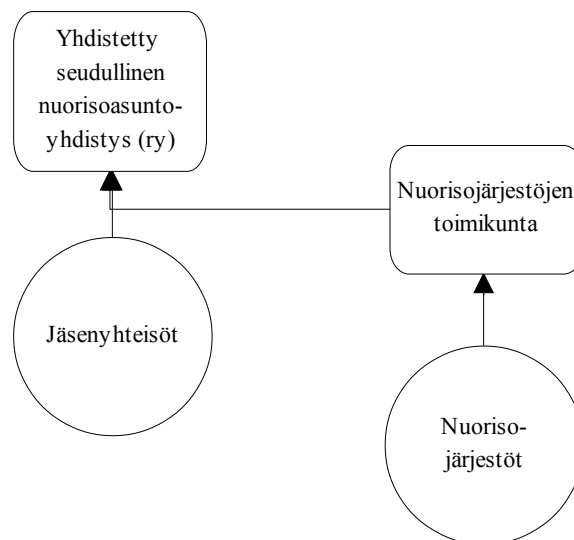 Yhdistetty
seudullinen
nuorisoasunto-
yhdistys (ry)
Nuorisojärjestöjen
toimikunta
Jäsenyhteisöt
Nuoriso-
järjestöt